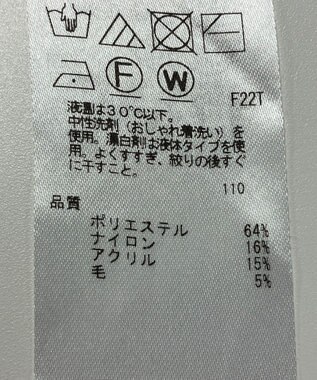 F W
F22T
液温は30℃以下。
中性洗剤(おしゃれ着洗い)を
使用。漂白剤は液体タイプを使
用。よくすすぎ、絞りの後すぐ
に干すこと。
110
品質
ポリエステル 64%
ナイロン 16%
アクリル 15%
毛 5%